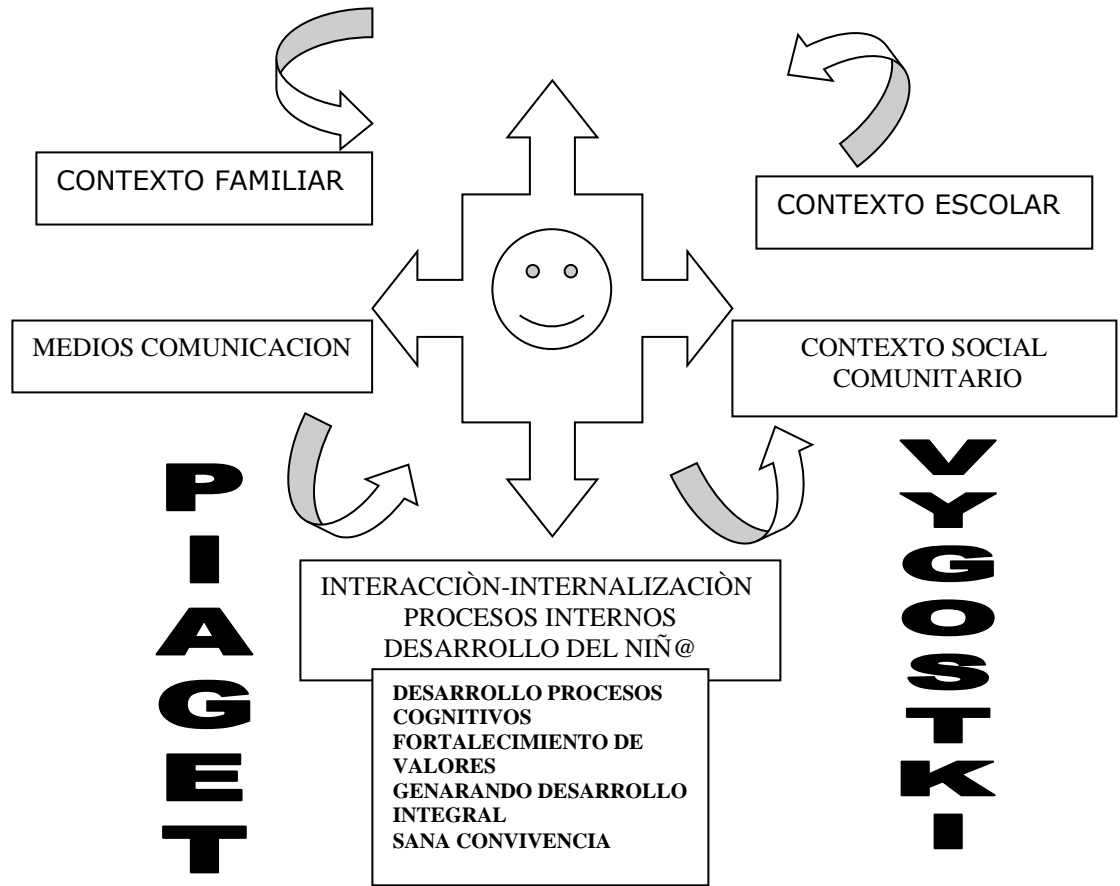 CONTEXTO FAMILIAR
CONTEXTO ESCOLAR
MEDIOS COMUNICACION
CONTEXTO SOCIAL
COMUNITARIO
PIAGET
VYGOSTKI
INTERACCIÒN-INTERNALIZACIÒN
PROCESOS INTERNOS
DESARROLLO DEL NIÑ@
DESARROLLO PROCESOS
COGNITIVOS
FORTALECIMIENTO DE
VALORES
GENARANDO DESARROLLO
INTEGRAL
SANA CONVIVENCIA